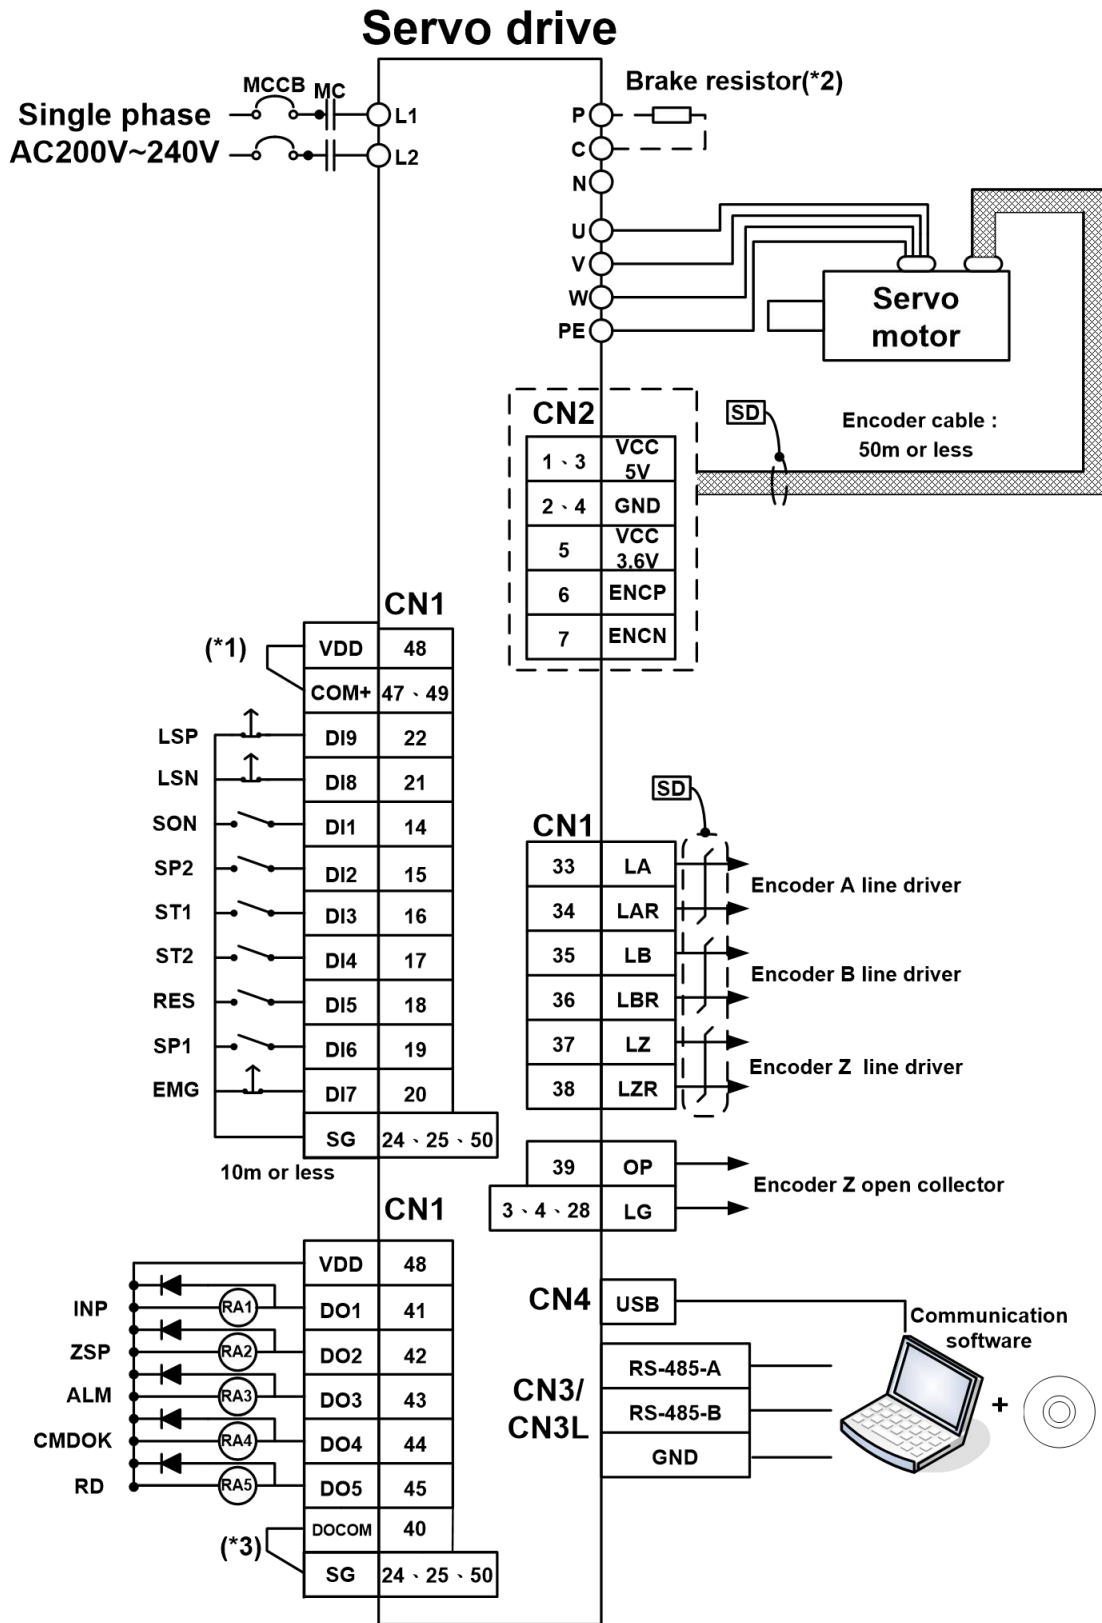 Servo drive
MCCB MC
Single phase
AC200V~240V
L1
L2
Brake resistor(*2)
P
C
N
U
V
W
PE
Servo
motor
CN2
1、3 VCC 5V
2、4 GND
5 VCC 3.6V
6 ENCP
7 ENCN
SD
Encoder cable :
50m or less
CN1
(*1)
VDD 48
COM+ 47、49
LSP DI9 22
LSN DI8 21
SON DI1 14
SP2 DI2 15
ST1 DI3 16
ST2 DI4 17
RES DI5 18
SP1 DI6 19
EMG DI7 20
SG 24、25、50
10m or less
SD
CN1
33 LA
34 LAR
Encoder A line driver
35 LB
36 LBR
Encoder B line driver
37 LZ
38 LZR
Encoder Z line driver
39 OP
3、4、28 LG
Encoder Z open collector
CN1
VDD 48
INP RA1 DO1 41
ZSP RA2 DO2 42
ALM RA3 DO3 43
CMDOK RA4 DO4 44
RD RA5 DO5 45
DOCOM 40
(*3)
SG 24、25、50
CN4 USB
Communication
software
CN3/
CN3L
RS-485-A
RS-485-B
GND
+